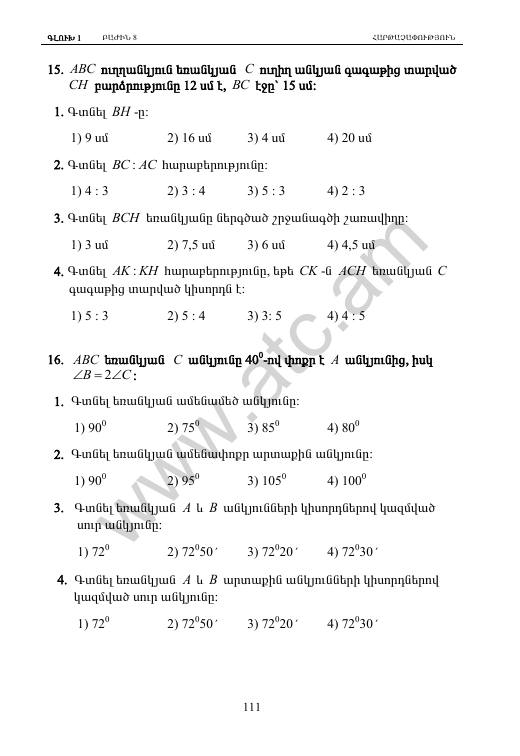 ԳԼՈՒԽ 1 ԲԱԺԻՆ 8 ՀԱՐԹԱՉԱՓՈՒԹՅՈՒՆ
15. ABC ուղղանկյուն եռանկյան C ուղիղ անկյան գագաթից տարված
CH բարձրությունը 12 սմ է, BC էջը՝ 15 սմ:
1. Գտնել BH -ը:
1) 9 սմ 2) 16 սմ 3) 4 սմ 4) 20 սմ
2. Գտնել BC : AC հարաբերությունը:
1) 4 : 3 2) 3 : 4 3) 5 : 3 4) 2 : 3
3. Գտնել BCH եռանկյանը ներգծած շրջանագծի շառավիղը:
1) 3 սմ 2) 7,5 սմ 3) 6 սմ 4) 4,5 սմ
4. Գտնել AK : KH հարաբերությունը, եթե CK -ն ACH եռանկյան C
գագաթից տարված կիսորդն է:
1) 5 : 3 2) 5 : 4 3) 3: 5 4) 4 : 5
16. ABC եռանկյան C անկյունը 40⁰-ով փոքր է A անկյունից, իսկ
∠B = 2∠C :
1. Գտնել եռանկյան ամենամեծ անկյունը:
1) 90⁰ 2) 75⁰ 3) 85⁰ 4) 80⁰
2. Գտնել եռանկյան ամենափոքր արտաքին անկյունը:
1) 90⁰ 2) 95⁰ 3) 105⁰ 4) 100⁰
3. Գտնել եռանկյան A և B անկյունների կիսորդներով կազմված
սուր անկյունը:
1) 72⁰ 2) 72⁰50′ 3) 72⁰20′ 4) 72⁰30′
4. Գտնել եռանկյան A և B արտաքին անկյունների կիսորդներով
կազմված սուր անկյունը:
1) 72⁰ 2) 72⁰50′ 3) 72⁰20′ 4) 72⁰30′
111
www.atc.am